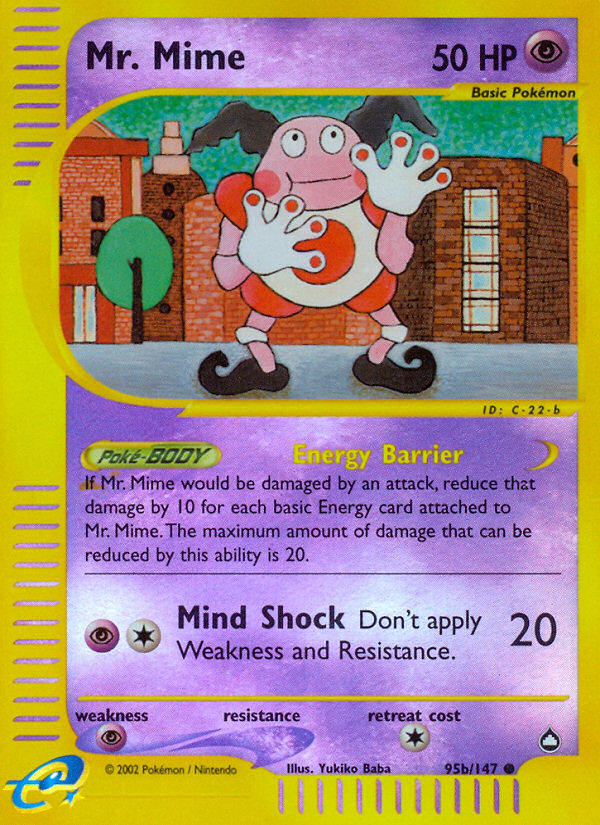 Mr. Mime
50 HP
Basic Pokémon
ID: C-22-b
Poké-BODY
Energy Barrier
If Mr. Mime would be damaged by an attack, reduce that
damage by 10 for each basic Energy card attached to
Mr. Mime. The maximum amount of damage that can be
reduced by this ability is 20.
Mind Shock Don't apply 20
Weakness and Resistance.
weakness resistance retreat cost
© 2002 Pokémon / Nintendo Illus. Yukiko Baba 95b/147
e